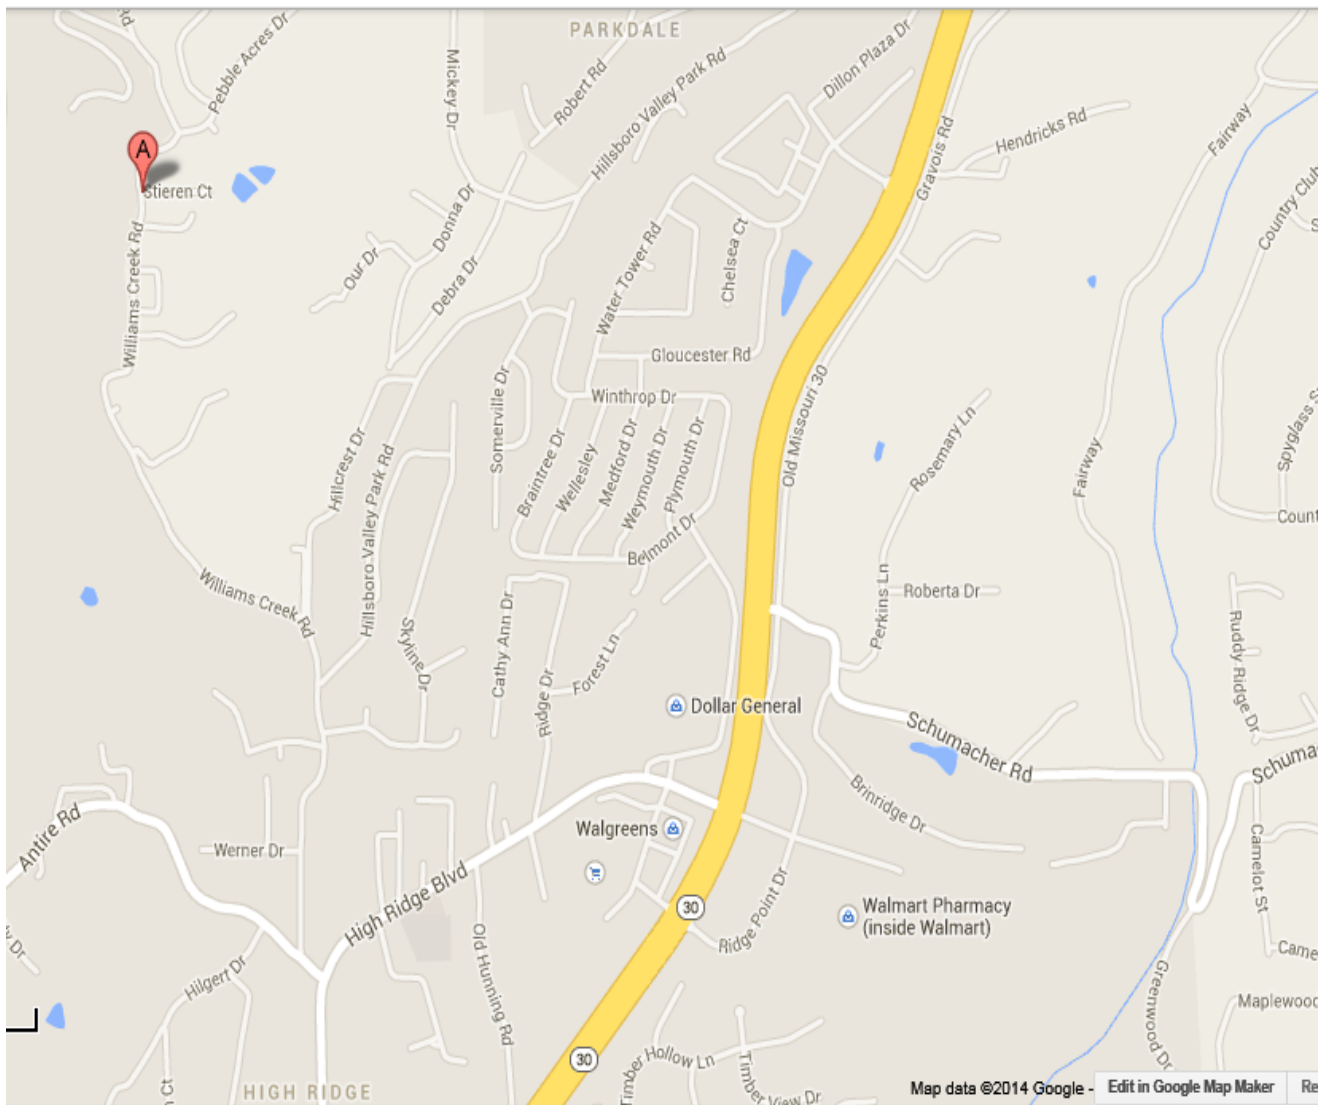 PARKDALE
Rd
Pebble Acres Dr
Mickey Dr
Robert Rd
Hillsboro Valley Park Rd
Dillon Plaza Dr
Gravois Rd
Hendricks Rd
Fairway
Country Club
A
Stieren Ct
Williams Creek Rd
Our Dr
Donna Dr
Debra Dr
Water Tower Rd
Chelsea Ct
Gloucester Rd
Winthrop Dr
Somerville Dr
Braintree Dr
Wellesley
Medford Dr
Weymouth Dr
Plymouth Dr
Belmont Dr
Old Missouri 30
Rosemary Ln
Fairway
Spyglass S
Count
Hillcrest Dr
Hillsboro Valley Park Rd
Williams Creek Rd
Skyline Dr
Cathy Ann Dr
Ridge Dr
Forest Ln
Perkins Ln
Roberta Dr
Ruddy Ridge Dr
Dollar General
Schumacher Rd
Schuma
Brinridge Dr
Antire Rd
Werner Dr
High Ridge Blvd
Walgreens
30
Ridge Point Dr
Walmart Pharmacy
(inside Walmart)
Camelot St
Came
Maplewood
Greenwood Dr
Hilgert Dr
Old Hunning Rd
y Dr
30
Timber Hollow Ln
Timber View Dr
Ct
HIGH RIDGE
Map data ©2014 Google -
Edit in Google Map Maker
Re